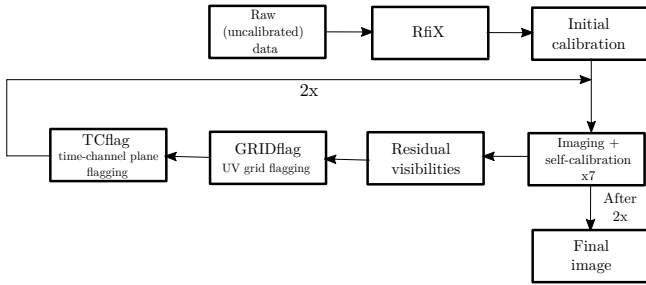 Raw
(uncalibrated)
data
RfiX
Initial
calibration
2x
TCflag
time-channel plane
flagging
GRIDflag
UV grid flagging
Residual
visibilities
Imaging +
self-calibration
x7
After
2x
Final
image